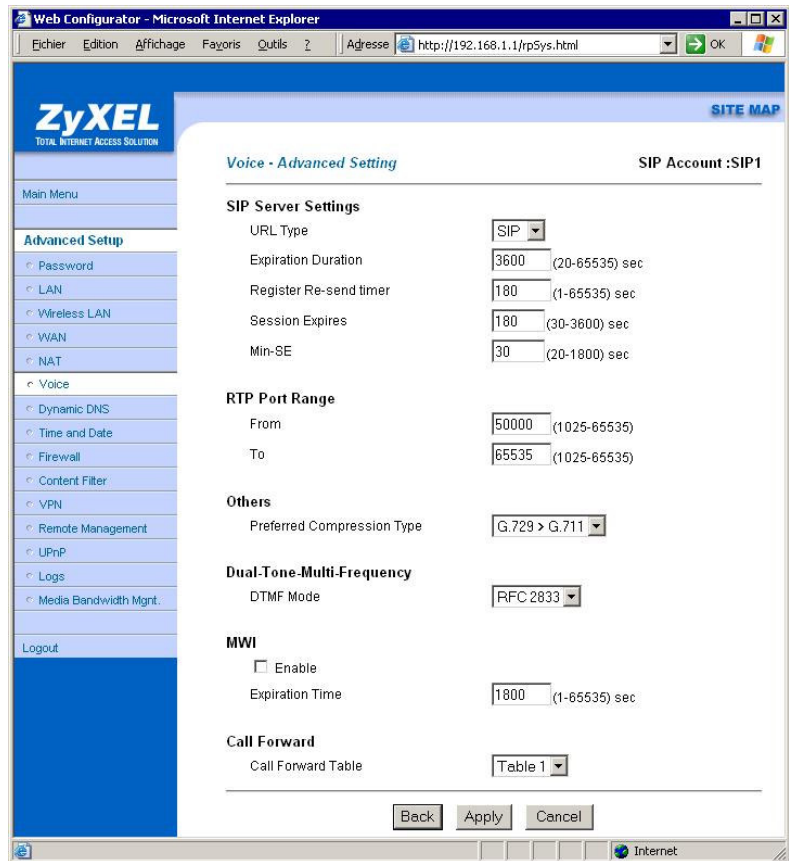 Web Configurator - Microsoft Internet Explorer
Fichier Edition Affichage Favoris Outils ? Adresse http://192.168.1.1/rpSys.html OK
SITE MAP
ZyXEL
TOTAL INTERNET ACCESS SOLUTION
Voice - Advanced Setting SIP Account :SIP1
Main Menu
Advanced Setup
Password
LAN
Wireless LAN
WAN
NAT
Voice
Dynamic DNS
Time and Date
Firewall
Content Filter
VPN
Remote Management
UPnP
Logs
Media Bandwidth Mgnt.
Logout
SIP Server Settings
URL Type SIP
Expiration Duration 3600 (20-65535) sec
Register Re-send timer 180 (1-65535) sec
Session Expires 180 (30-3600) sec
Min-SE 30 (20-1800) sec
RTP Port Range
From 50000 (1025-65535)
To 65535 (1025-65535)
Others
Preferred Compression Type G.729 > G.711
Dual-Tone-Multi-Frequency
DTMF Mode RFC 2833
MWI
Enable
Expiration Time 1800 (1-65535) sec
Call Forward
Call Forward Table Table 1
Back Apply Cancel
Internet